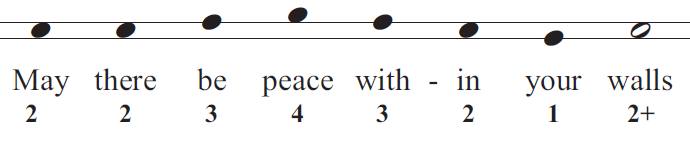 May there be peace with - in your walls
2 2 3 4 3 2 1 2+